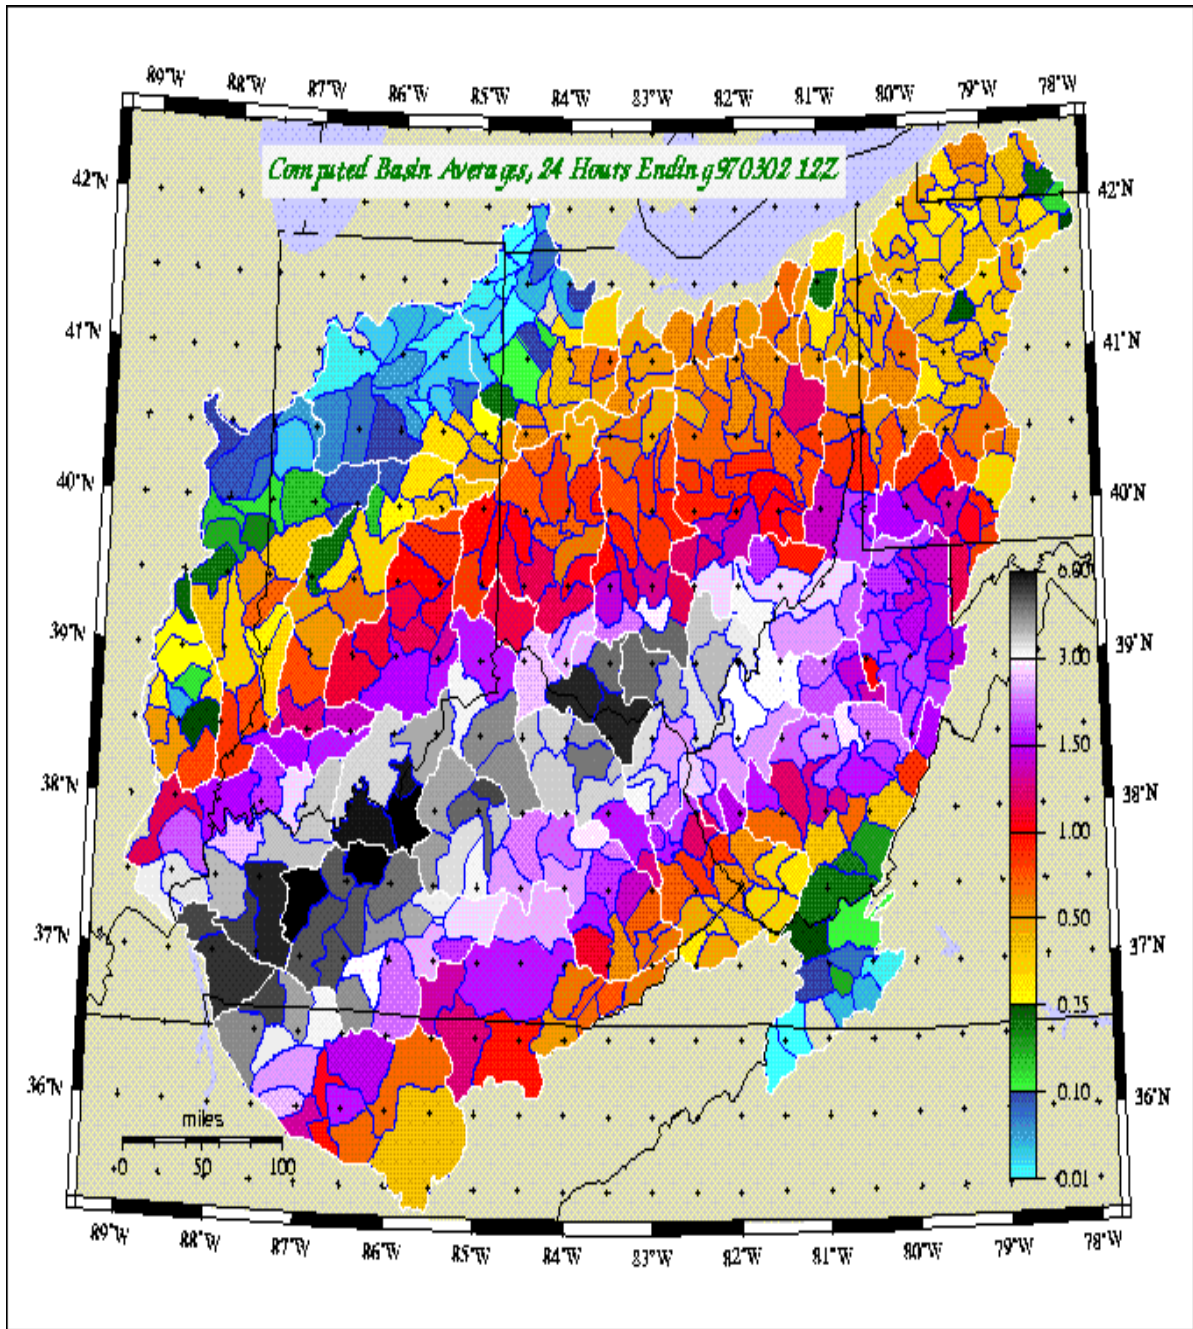 89°W 88°W 87°W 86°W 85°W 84°W 83°W 82°W 81°W 80°W 79°W 78°W
Computed Basin Averages, 24 Hours Ending 970302 12Z
42°N 42°N
41°N 41°N
40°N 40°N
39°N 39°N
38°N 38°N
37°N 37°N
36°N 36°N
6.00
3.00
1.50
1.00
0.50
0.15
0.10
0.01
miles
0 50 100
89°W 88°W 87°W 86°W 85°W 84°W 83°W 82°W 81°W 80°W 79°W 78°W